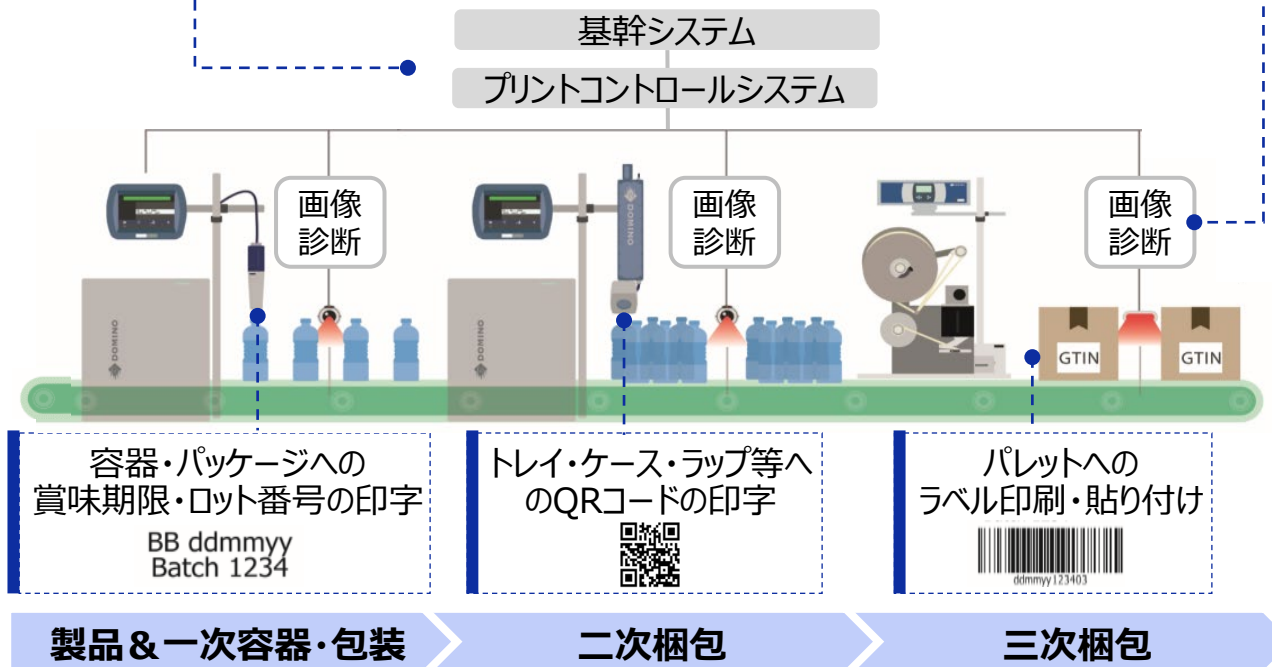 基幹システム
プリントコントロールシステム
画像
診断
画像
診断
画像
診断
DOMINO
DOMINO
DOMINO
GTIN
GTIN
容器・パッケージへの
賞味期限・ロット番号の印字
BB ddmmyy
Batch 1234
トレイ・ケース・ラップ等へ
のQRコードの印字
パレットへの
ラベル印刷・貼り付け
ddmmyy123403
製品&一次容器・包装
二次梱包
三次梱包